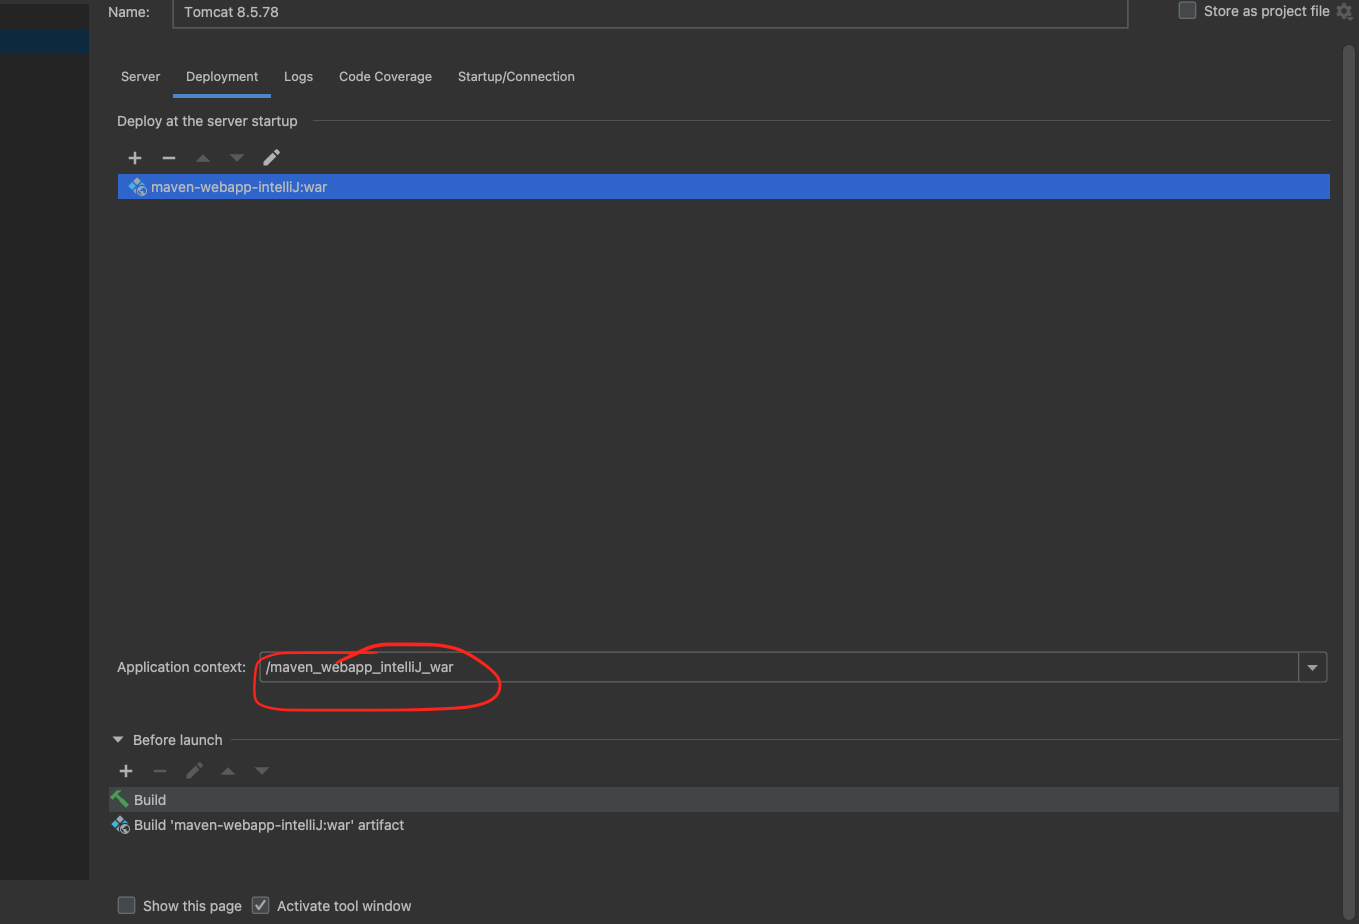 Name: Tomcat 8.5.78 Store as project file
Server Deployment Logs Code Coverage Startup/Connection
Deploy at the server startup
maven-webapp-intelliJ:war
Application context: /maven_webapp_intelliJ_war
Before launch
Build
Build 'maven-webapp-intelliJ:war' artifact
Show this page Activate tool window